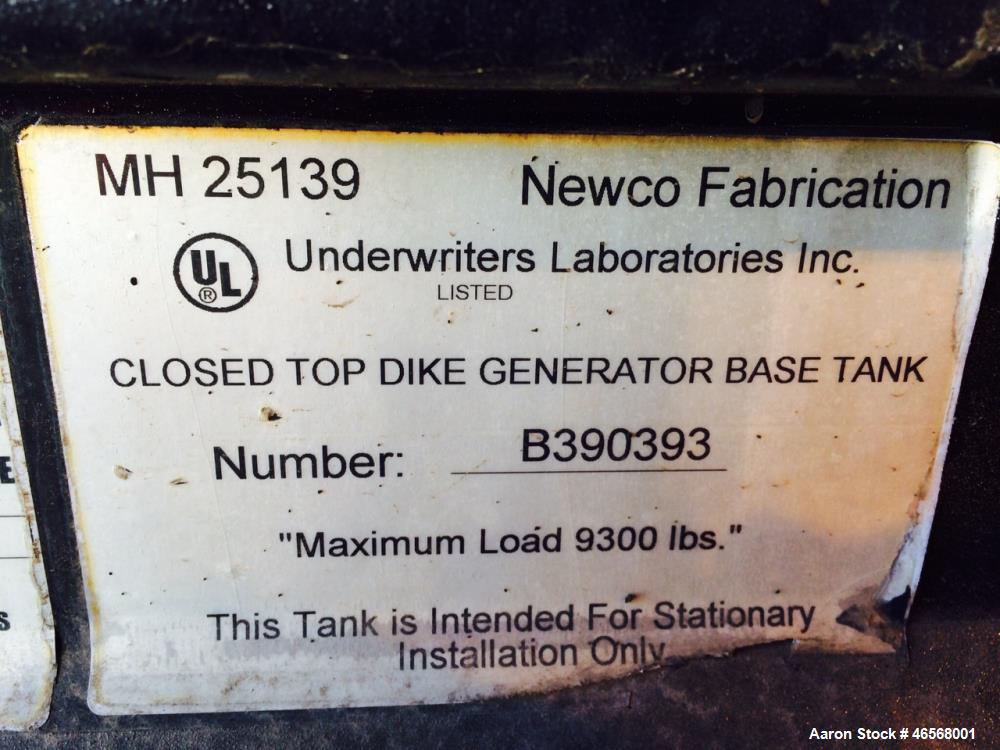 MH 25139
Newco Fabrication
UL
®
Underwriters Laboratories Inc.
LISTED
CLOSED TOP DIKE GENERATOR BASE TANK
Number: B390393
"Maximum Load 9300 lbs."
This Tank is Intended For Stationary
Installation Only
E
S
Aaron Stock # 46568001